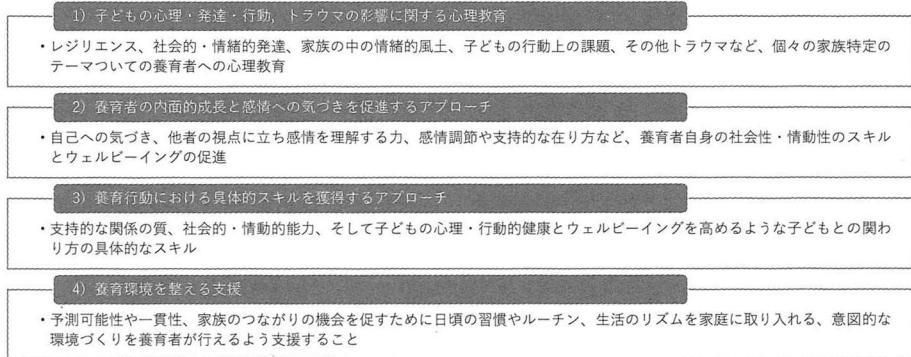 1) 子どもの心理・発達・行動，トラウマの影響に関する心理教育
・レジリエンス、社会的・情緒的発達、家族の中の情緒的風土、子どもの行動上の課題、その他トラウマなど、個々の家族特定の
テーマついての養育者への心理教育
2) 養育者の内面的成長と感情への気づきを促進するアプローチ
・自己への気づき、他者の視点に立ち感情を理解する力、感情調節や支持的な在り方など、養育者自身の社会性・情動性のスキル
とウェルビーイングの促進
3) 養育行動における具体的スキルを獲得するアプローチ
・支持的な関係の質、社会的・情動的能力、そして子どもの心理・行動的健康とウェルビーイングを高めるような子どもとの関わ
り方の具体的なスキル
4) 養育環境を整える支援
・予測可能性や一貫性、家族のつながりの機会を促すために日頃の習慣やルーチン、生活のリズムを家庭に取り入れる、意図的な
環境づくりを養育者が行えるよう支援すること